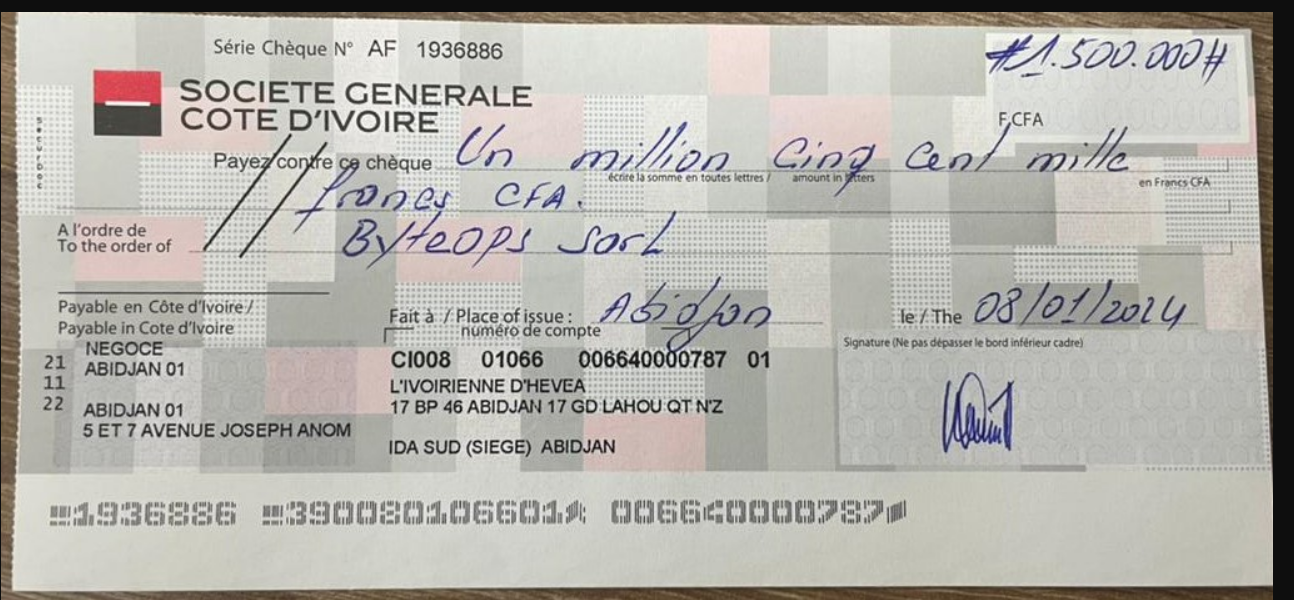 Série Chèque N° AF 1936886
#1.500.000#
SOCIETE GENERALE
COTE D'IVOIRE
F.CFA
Payez contre ce chèque Un million Cinq Cent mille
écrire la somme en toutes lettres / amount in letters
en Francs CFA
francs CFA.
A l'ordre de
To the order of
ByteOps sarl
Payable en Côte d'Ivoire /
Payable in Cote d'Ivoire
Fait à / Place of issue : Abidjan
le / The 08/01/2024
numéro de compte
Signature (Ne pas dépasser le bord inférieur cadre)
21 NEGOCE
11 ABIDJAN 01
22 ABIDJAN 01
5 ET 7 AVENUE JOSEPH ANOM
CI008 01066 006640000787 01
L'IVOIRIENNE D'HEVEA
17 BP 46 ABIDJAN 17 GD LAHOU QT N'Z
IDA SUD (SIEGE) ABIDJAN
1936886 390080106601 006640000787